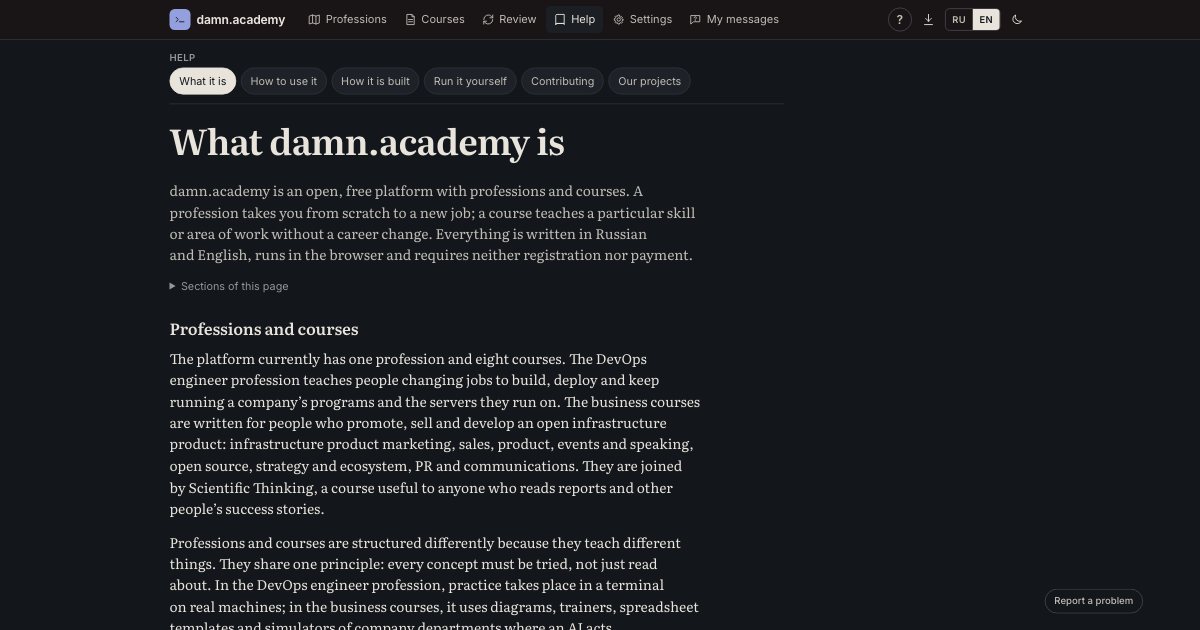 damn.academy
Professions
Courses
Review
Help
Settings
My messages
?
RU
EN
HELP
What it is
How to use it
How it is built
Run it yourself
Contributing
Our projects
What damn.academy is
damn.academy is an open, free platform with professions and courses. A
profession takes you from scratch to a new job; a course teaches a particular skill
or area of work without a career change. Everything is written in Russian
and English, runs in the browser and requires neither registration nor payment.
Sections of this page
Professions and courses
The platform currently has one profession and eight courses. The DevOps
engineer profession teaches people changing jobs to build, deploy and keep
running a company’s programs and the servers they run on. The business courses
are written for people who promote, sell and develop an open infrastructure
product: infrastructure product marketing, sales, product, events and speaking,
open source, strategy and ecosystem, PR and communications. They are joined
by Scientific Thinking, a course useful to anyone who reads reports and other
people’s success stories.
Professions and courses are structured differently because they teach different
things. They share one principle: every concept must be tried, not just read
about. In the DevOps engineer profession, practice takes place in a terminal
on real machines; in the business courses, it uses diagrams, trainers, spreadsheet
templates and simulators of company departments where an AI acts
Report a problem